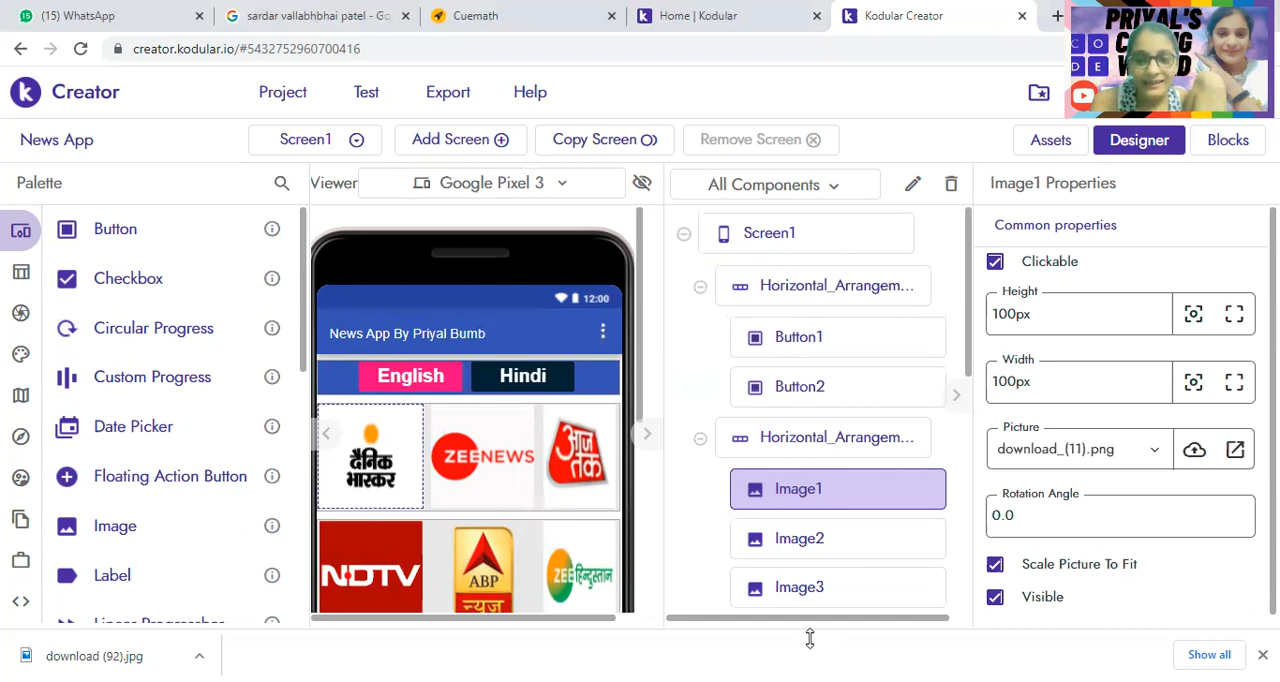 (15) WhatsApp
sardar vallabhbhai patel - Go
Cuemath
Home | Kodular
Kodular Creator
creator.kodular.io/#5432752960700416
PRIYAL'S
CODING
WORLD
C O
D E
Creator
Project
Test
Export
Help
News App
Screen1
Add Screen
Copy Screen
Remove Screen
Assets
Designer
Blocks
Palette
Viewer
Google Pixel 3
All Components
Image1 Properties
Button
Checkbox
Circular Progress
Custom Progress
Date Picker
Floating Action Button
Image
Label
12:00
News App By Priyal Bumb
English
Hindi
दैनिक
भास्कर
ZEENEWS
आज
तक
NDTV
ABP
न्यूज़
ZEE हिन्दुस्तान
Screen1
Horizontal_Arrangem...
Button1
Button2
Horizontal_Arrangem...
Image1
Image2
Image3
Common properties
Clickable
Height
100px
Width
100px
Picture
download_(11).png
Rotation Angle
0.0
Scale Picture To Fit
Visible
download (92).jpg
Show all